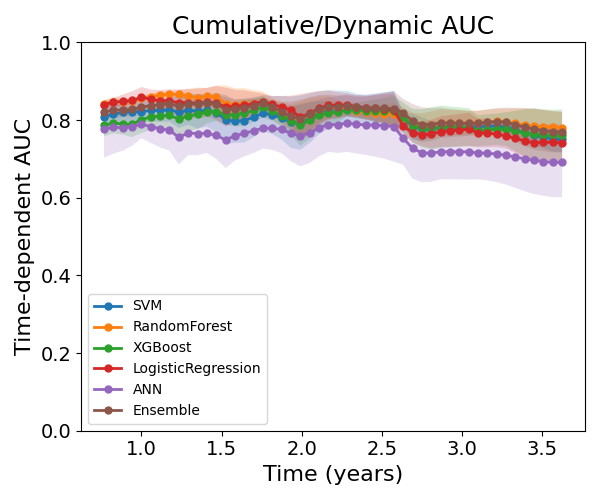 Cumulative/Dynamic AUC
Time-dependent AUC
1.0
0.8
0.6
0.4
0.2
0.0
SVM
RandomForest
XGBoost
LogisticRegression
ANN
Ensemble
1.0 1.5 2.0 2.5 3.0 3.5
Time (years)